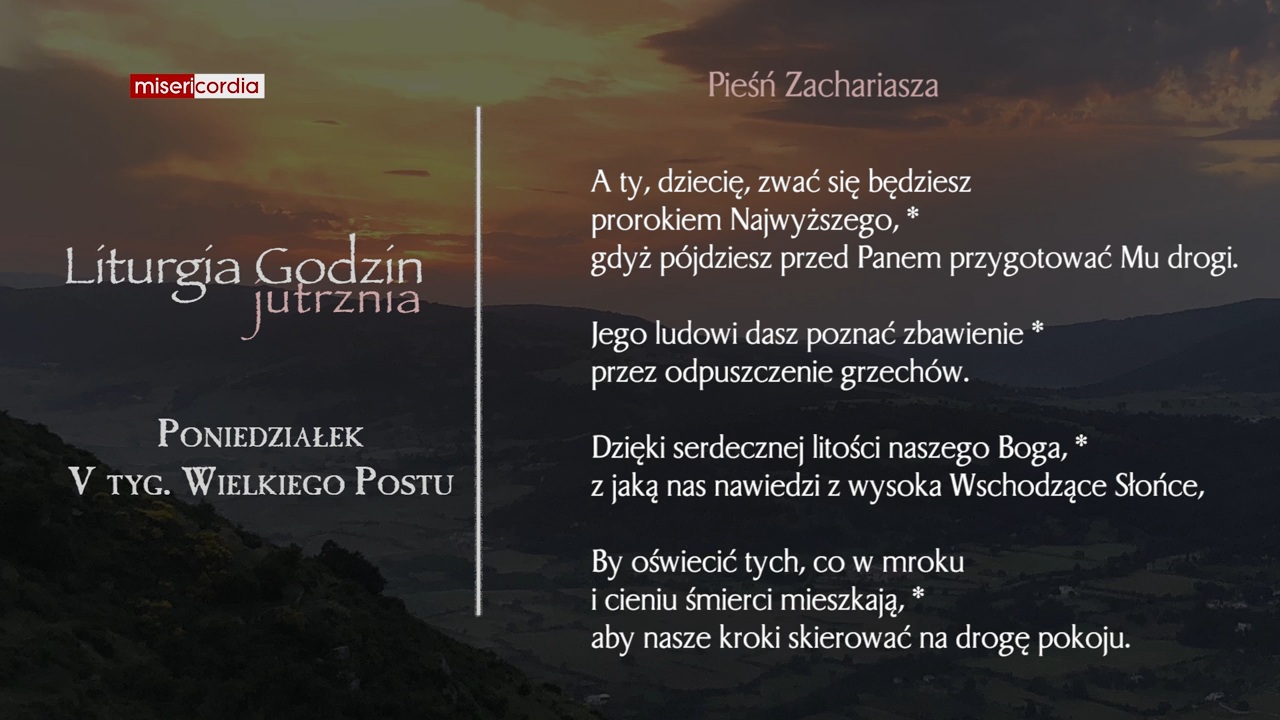 misericordia
Liturgia Godzin
jutrznia
Poniedziałek
V tyg. Wielkiego Postu
Pieśń Zachariasza
A ty, dziecię, zwać się będziesz
prorokiem Najwyższego, *
gdyż pójdziesz przed Panem przygotować Mu drogi.
Jego ludowi dasz poznać zbawienie *
przez odpuszczenie grzechów.
Dzięki serdecznej litości naszego Boga, *
z jaką nas nawiedzi z wysoka Wschodzące Słońce,
By oświecić tych, co w mroku
i cieniu śmierci mieszkają, *
aby nasze kroki skierować na drogę pokoju.